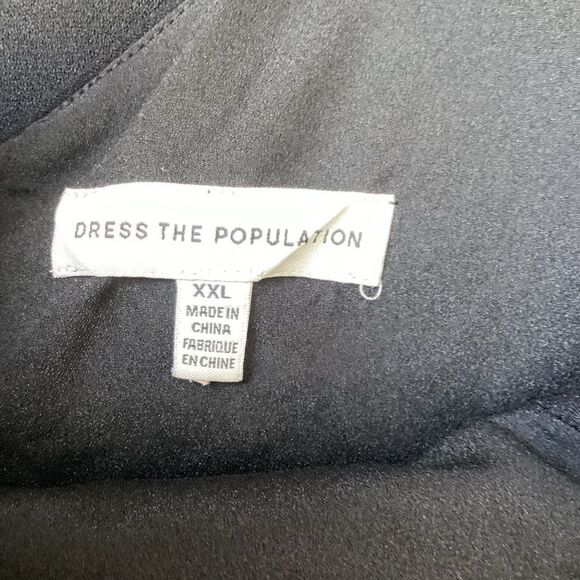 DRESS THE POPULATION
XXL
MADE IN
CHINA
FABRIQUE
EN CHINE